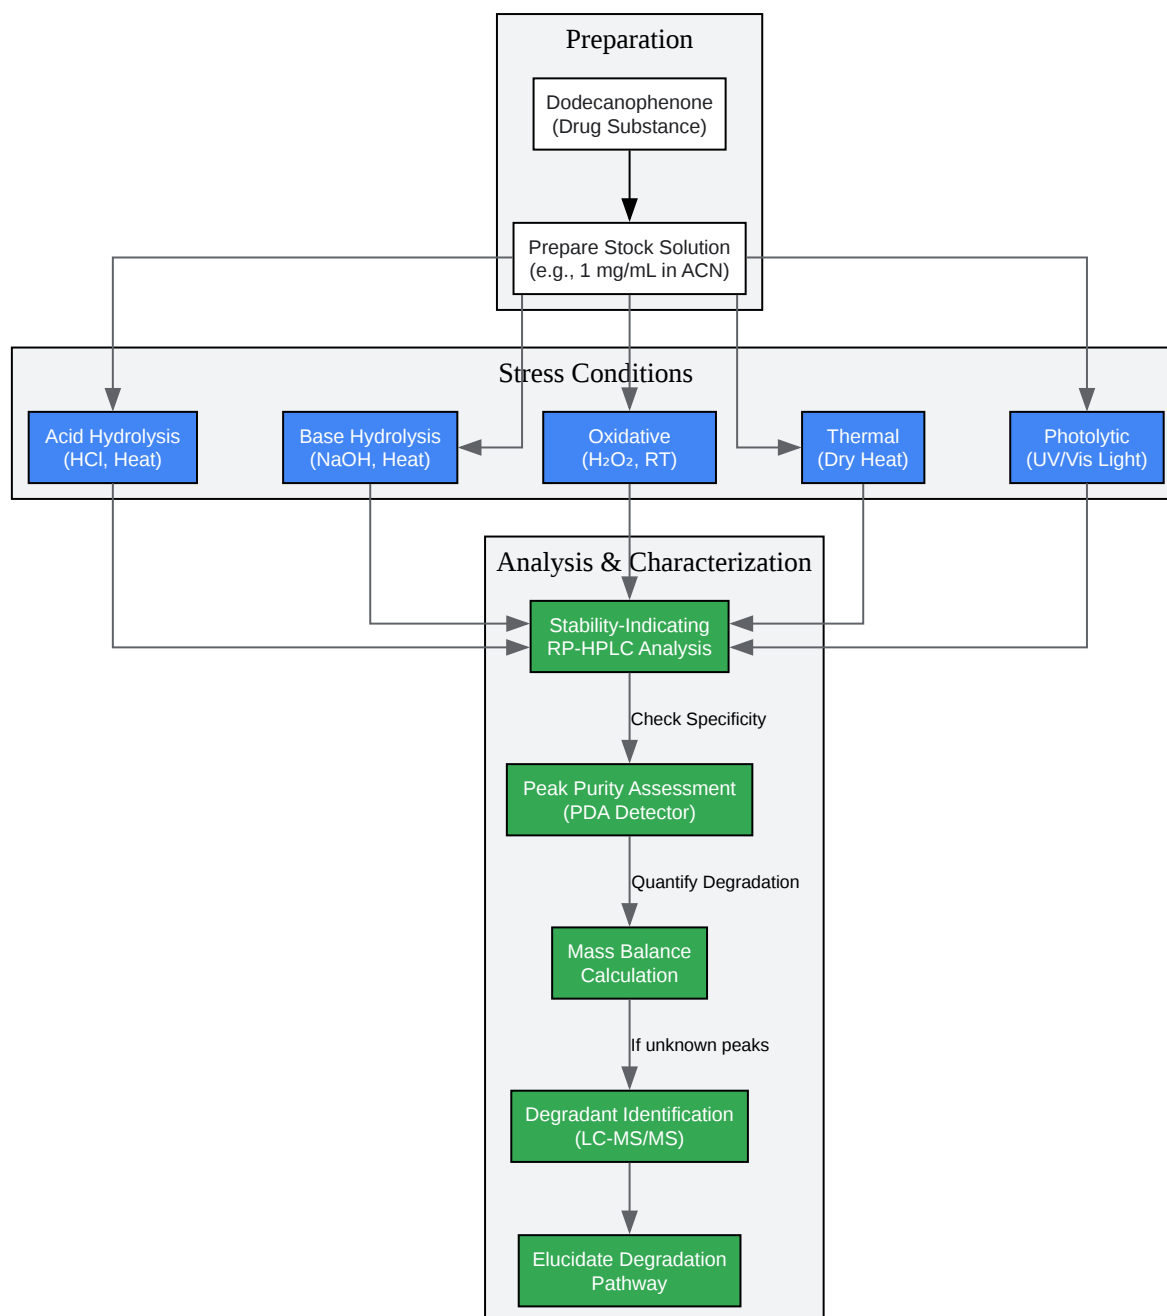 Preparation
Dodecanophenone
(Drug Substance)
Prepare Stock Solution
(e.g., 1 mg/mL in ACN)
Stress Conditions
Acid Hydrolysis
(HCl, Heat)
Base Hydrolysis
(NaOH, Heat)
Oxidative
(H₂O₂, RT)
Thermal
(Dry Heat)
Photolytic
(UV/Vis Light)
Analysis & Characterization
Stability-Indicating
RP-HPLC Analysis
Check Specificity
Peak Purity Assessment
(PDA Detector)
Quantify Degradation
Mass Balance
Calculation
If unknown peaks
Degradant Identification
(LC-MS/MS)
Elucidate Degradation
Pathway